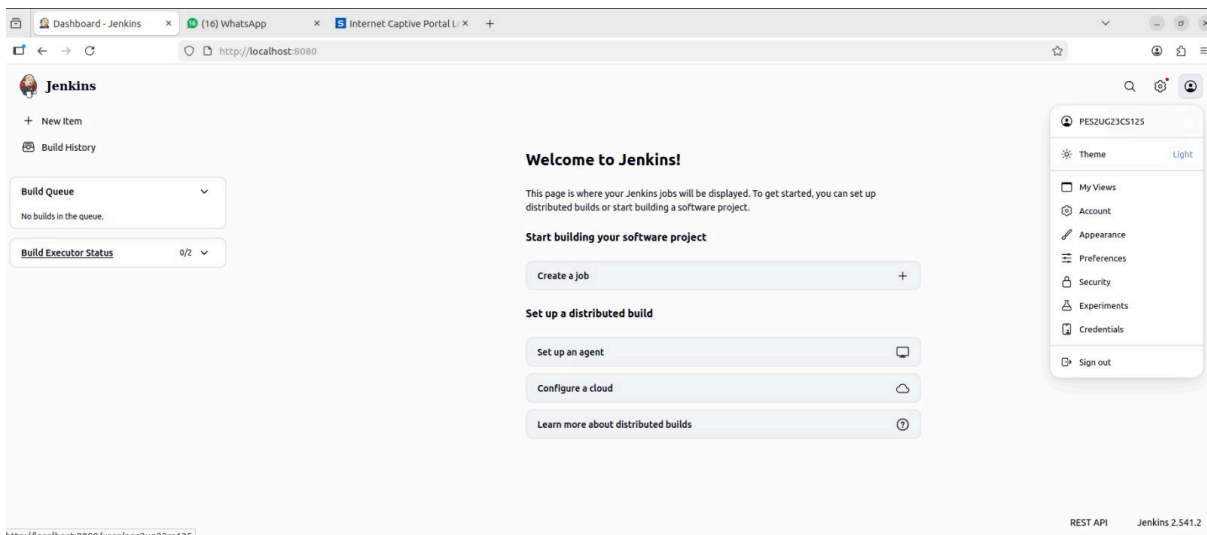 Dashboard - Jenkins
(16) WhatsApp
Internet Captive Portal L
http://localhost:8080
Jenkins
New Item
Build History
Build Queue
No builds in the queue.
Build Executor Status 0/2
Welcome to Jenkins!
This page is where your Jenkins jobs will be displayed. To get started, you can set up
distributed builds or start building a software project.
Start building your software project
Create a job
Set up a distributed build
Set up an agent
Configure a cloud
Learn more about distributed builds
PES2UG23CS125
Theme Light
My Views
Account
Appearance
Preferences
Security
Experiments
Credentials
Sign out
REST API Jenkins 2.541.2